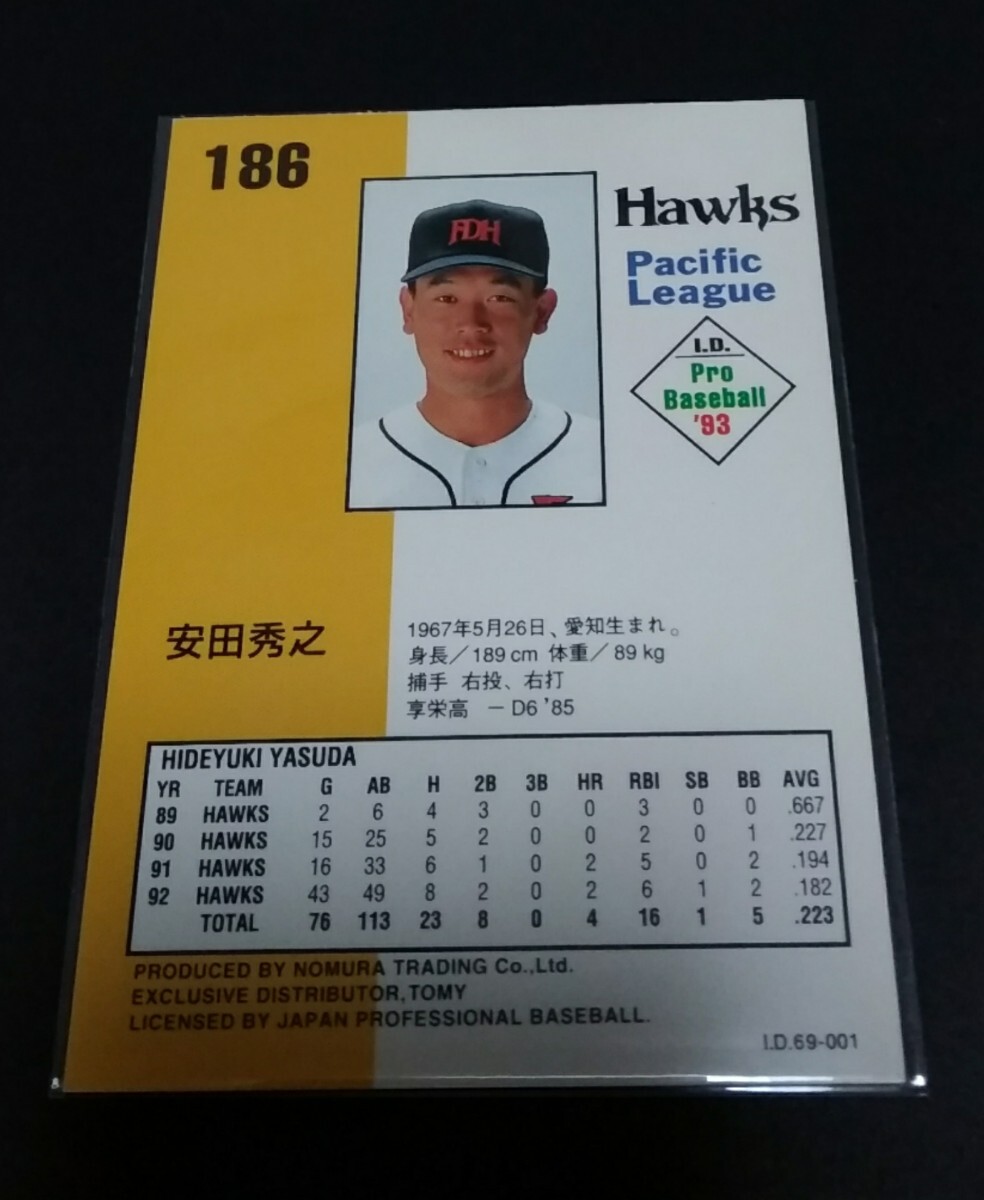 186
FDH
Hawks
Pacific
League
I.D.
Pro
Baseball
'93
安田秀之
1967年5月26日、愛知生まれ。
身長／189cm 体重／89kg
捕手 右投、右打
享栄高 －D6 '85
HIDEYUKI YASUDA
YR TEAM G AB H 2B 3B HR RBI SB BB AVG
89 HAWKS 2 6 4 3 0 0 3 0 0 .667
90 HAWKS 15 25 5 2 0 0 2 0 1 .227
91 HAWKS 16 33 6 1 0 2 5 0 2 .194
92 HAWKS 43 49 8 2 0 2 6 1 2 .182
TOTAL 76 113 23 8 0 4 16 1 5 .223
PRODUCED BY NOMURA TRADING Co.,Ltd.
EXCLUSIVE DISTRIBUTOR,TOMY
LICENSED BY JAPAN PROFESSIONAL BASEBALL.
I.D.69-001